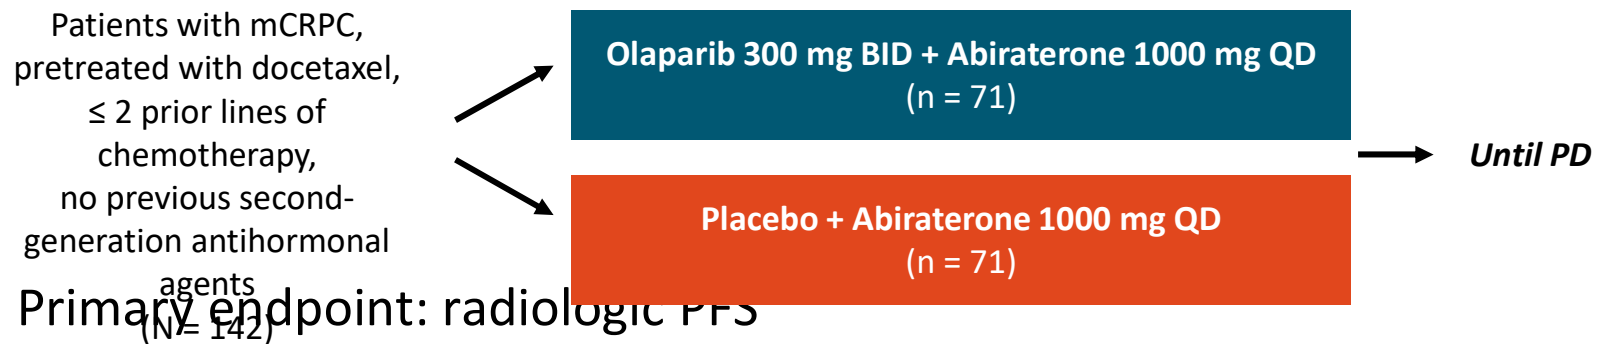 Patients with mCRPC,
pretreated with docetaxel,
≤ 2 prior lines of
chemotherapy,
no previous second-
generation antihormonal
agents
(N = 142)
Olaparib 300 mg BID + Abiraterone 1000 mg QD
(n = 71)
Placebo + Abiraterone 1000 mg QD
(n = 71)
Until PD
Primary endpoint: radiologic PFS